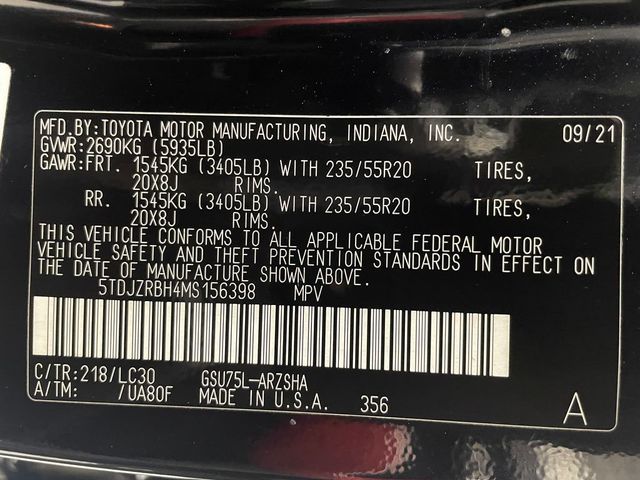 MFD.BY:TOYOTA MOTOR MANUFACTURING, INDIANA, INC. 09/21
GVWR:2690KG (5935LB)
GAWR:FRT. 1545KG (3405LB) WITH 235/55R20 TIRES,
20X8J RIMS.
RR. 1545KG (3405LB) WITH 235/55R20 TIRES,
20X8J RIMS.
THIS VEHICLE CONFORMS TO ALL APPLICABLE FEDERAL MOTOR
VEHICLE SAFETY AND THEFT PREVENTION STANDARDS IN EFFECT ON
THE DATE OF MANUFACTURE SHOWN ABOVE.
5TDJZRBH4MS156398 MPV
C/TR:218/LC30 GSU75L-ARZSHA
A/TM: /UA80F MADE IN U.S.A. 356 A